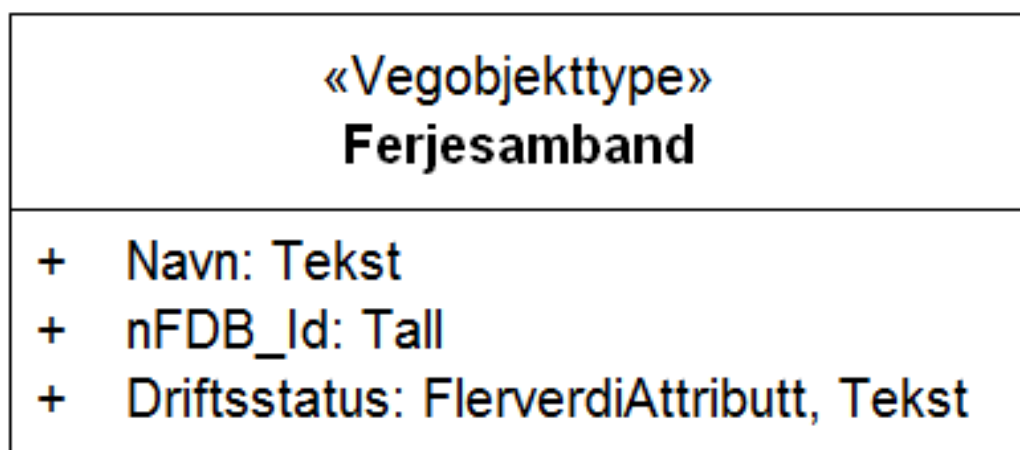 «Vegobjekttype»
Ferjesamband
+ Navn: Tekst
+ nFDB_Id: Tall
+ Driftsstatus: FlerverdiAttributt, Tekst